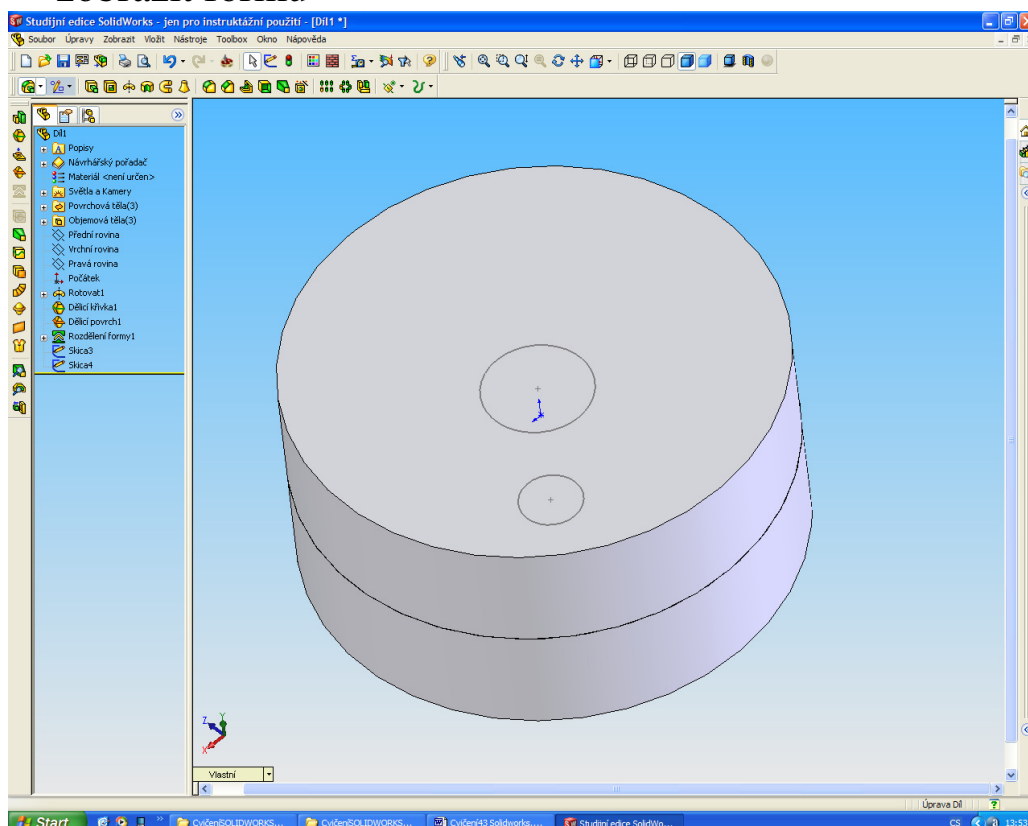 Zobrazit formu
Studijní edice SolidWorks - jen pro instruktážní použití - [Díl1 *]
Soubor Úpravy Zobrazit Vložit Nástroje Toolbox Okno Nápověda
Díl1
Popisy
Návrhářský pořadač
Materiál <není určen>
Světla a Kamery
Povrchová těla(3)
Objemová těla(3)
Přední rovina
Vrchní rovina
Pravá rovina
Počátek
Rotovat1
Dělicí křivka1
Dělicí povrch1
Rozdělení formy1
Skica3
Skica4
Z Y
X
Vlastní
Úprava Díl
Start CvičeníSOLIDWORKS... CvičeníSOLIDWORKS... Cvičení43 Solidworks.... Studijní edice SolidWo... CS 13:53